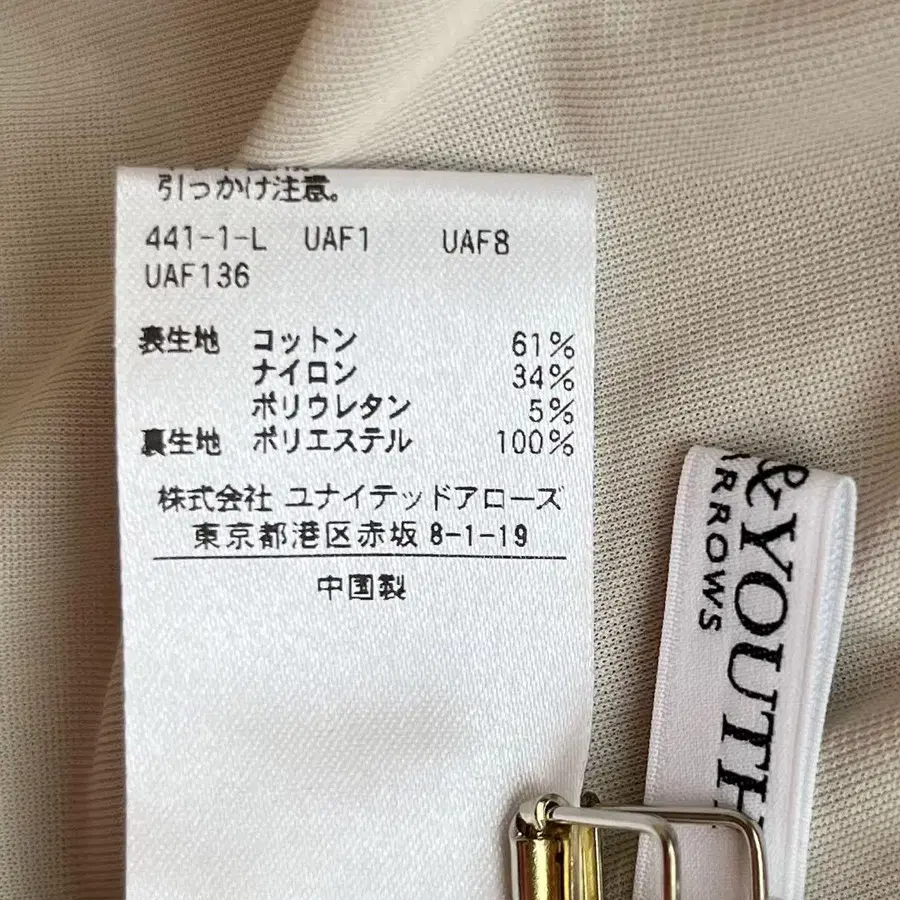 引っかけ注意。
441-1-L UAF1 UAF8
UAF136
表生地 コットン 61%
ナイロン 34%
ポリウレタン 5%
裏生地 ポリエステル 100%
株式会社 ユナイテッドアローズ
東京都港区赤坂 8-1-19
中国製
&YOUTH
ARROWS